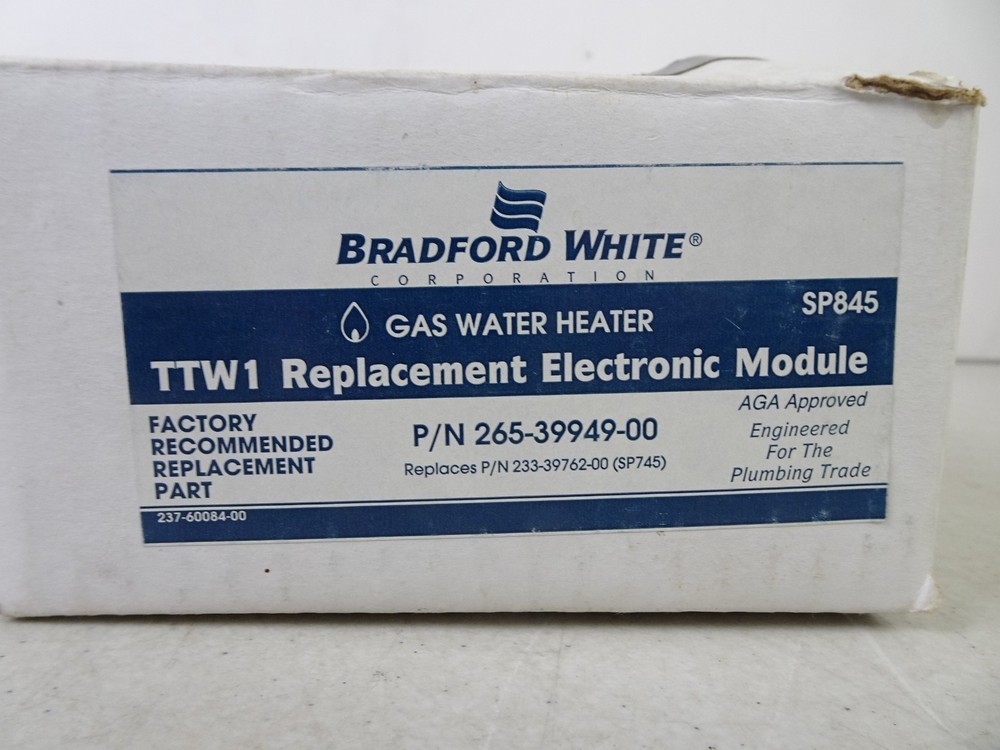 BRADFORD WHITE®
CORPORATION
SP845
GAS WATER HEATER
TTW1 Replacement Electronic Module
FACTORY
RECOMMENDED
REPLACEMENT
PART
P/N 265-39949-00
Replaces P/N 233-39762-00 (SP745)
AGA Approved
Engineered
For The
Plumbing Trade
237-60084-00